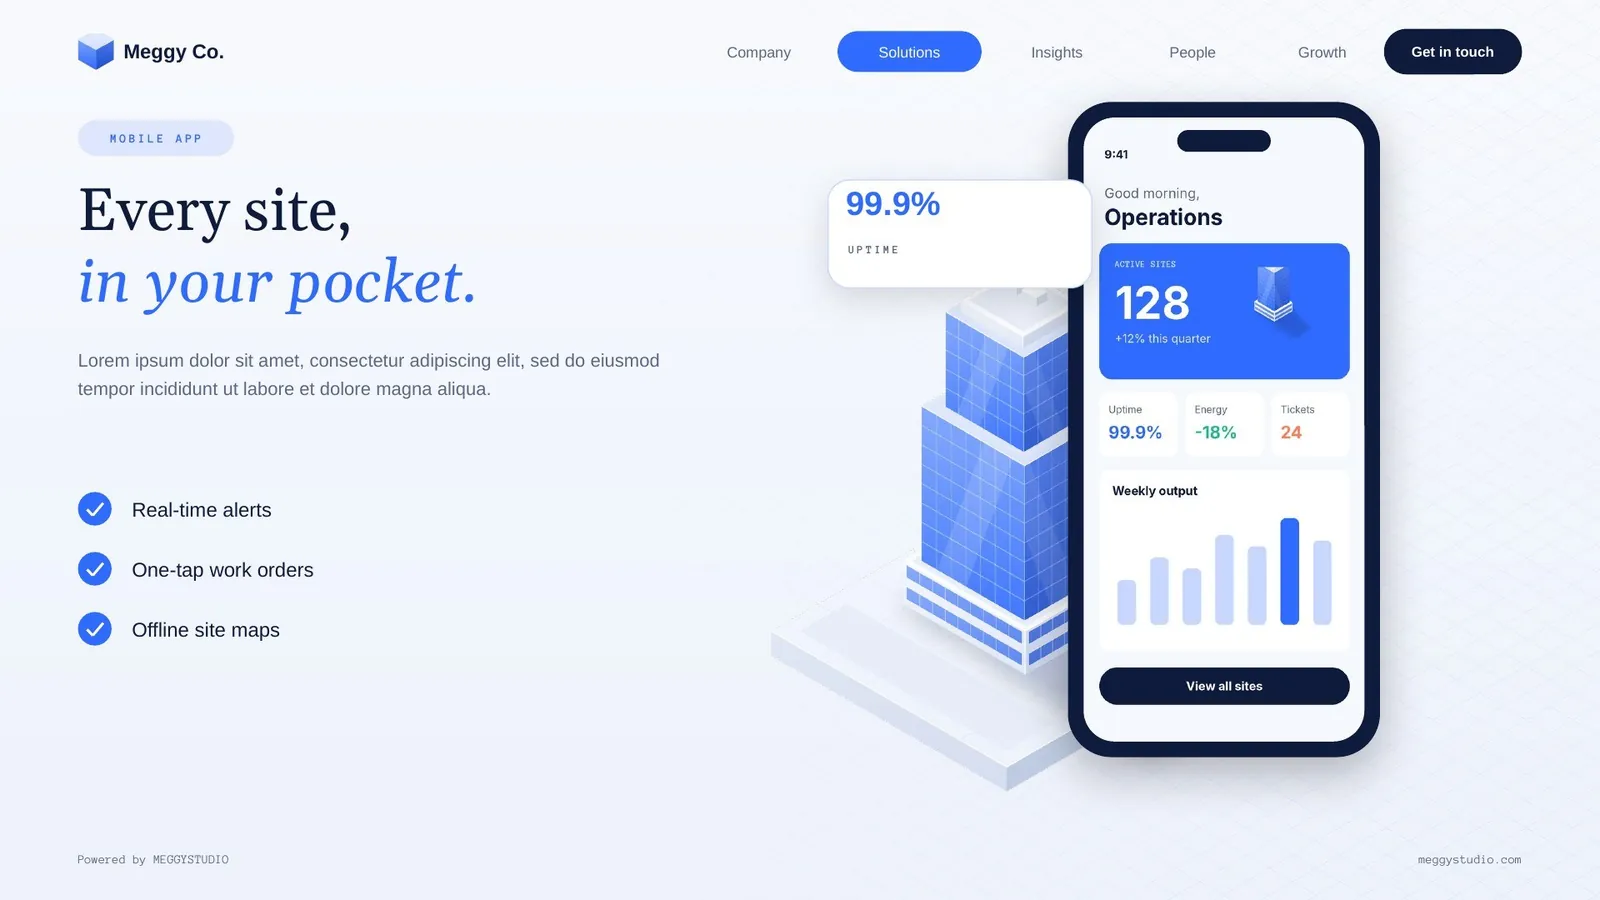 Meggy Co.
Company
Solutions
Insights
People
Growth
Get in touch
MOBILE APP
Every site,
in your pocket.
Lorem ipsum dolor sit amet, consectetur adipiscing elit, sed do eiusmod
tempor incididunt ut labore et dolore magna aliqua.
Real-time alerts
One-tap work orders
Offline site maps
99.9%
UPTIME
9:41
Good morning,
Operations
ACTIVE SITES
128
+12% this quarter
Uptime
99.9%
Energy
-18%
Tickets
24
Weekly output
View all sites
Powered by MEGGYSTUDIO
meggystudio.com